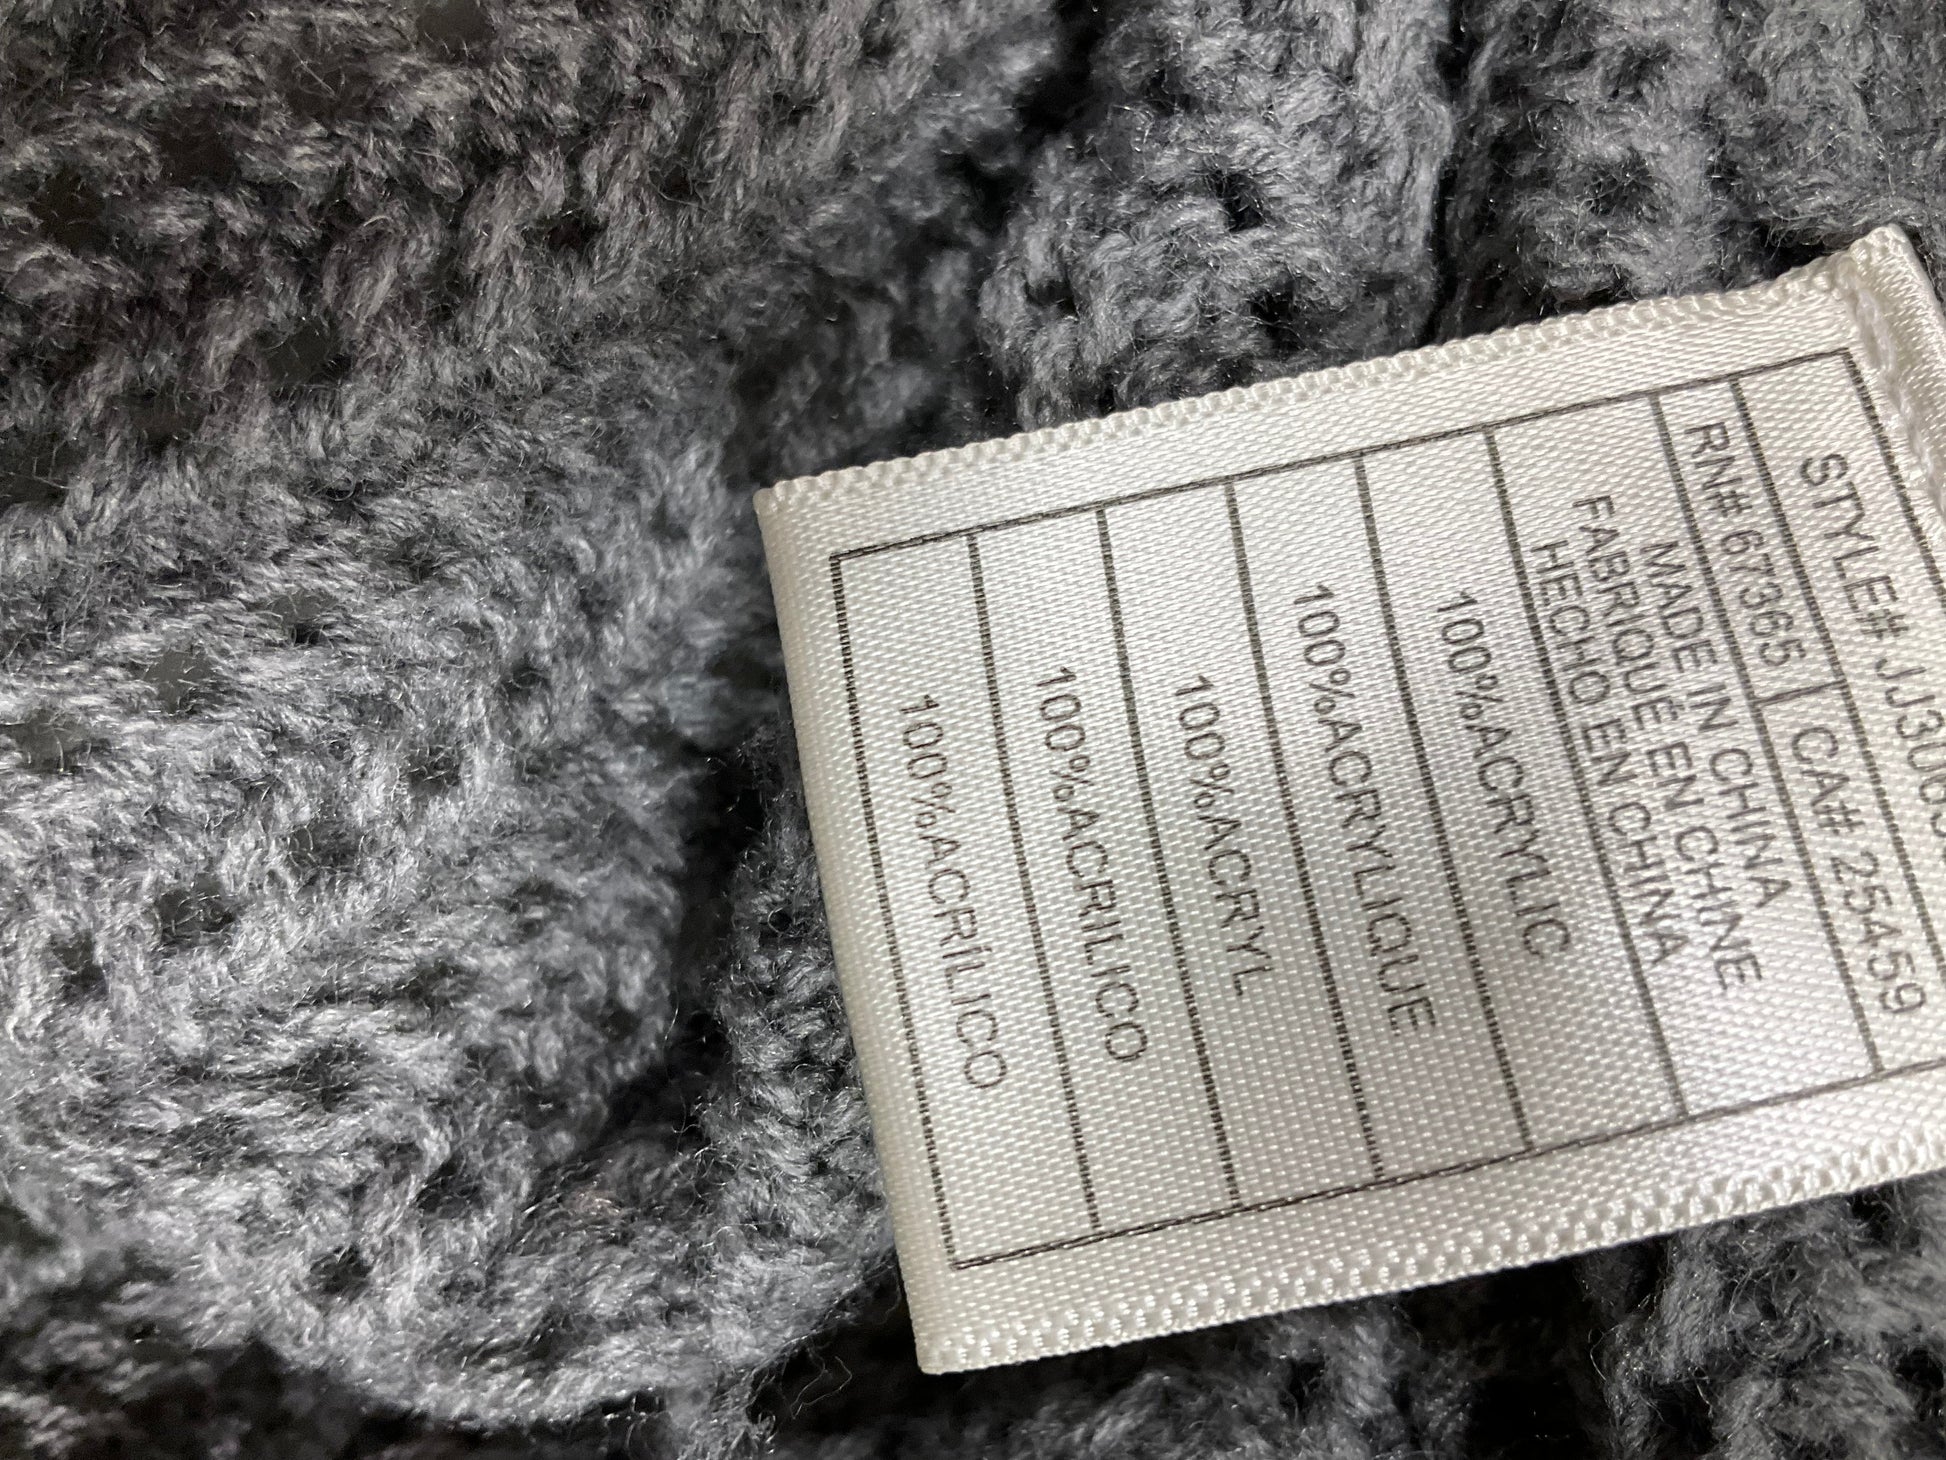 STYLE# JJ30
RN# 67365 CA# 25459
MADE IN CHINA
FABRIQUÉ EN CHINE
HECHO EN CHINA
100%ACRYLIC
100%ACRYLIQUE
100%ACRYL
100%ACRILICO
100%ACRÍLICO